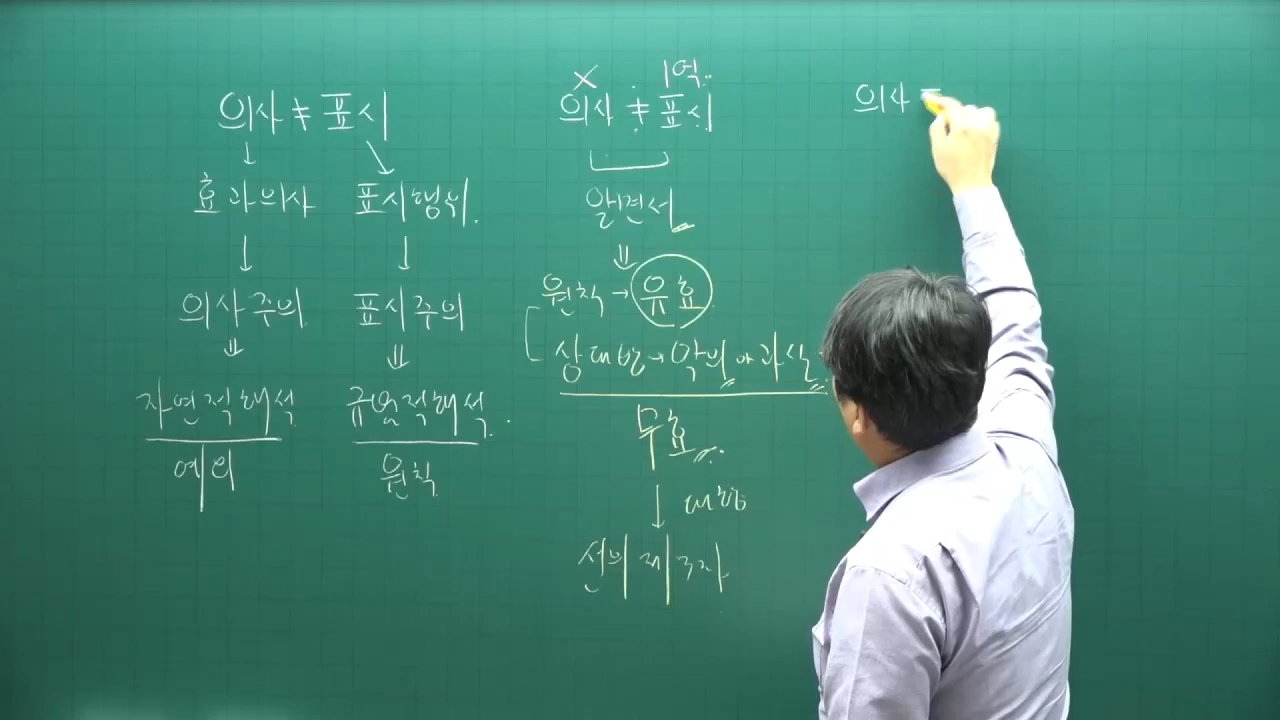 의사 ≠ 표시
↓ ↘
효과의사 표시행위.
↓ ↓
의사주의 표시주의
⇓ ⇓
자연적해석 규범적해석.
예외 원칙
X 1억.
의사 ≠ 표시
알면서
⇓
원칙→유효
상대방→악의 or 과실
무효
↓ 대항
선의 제3자
의사